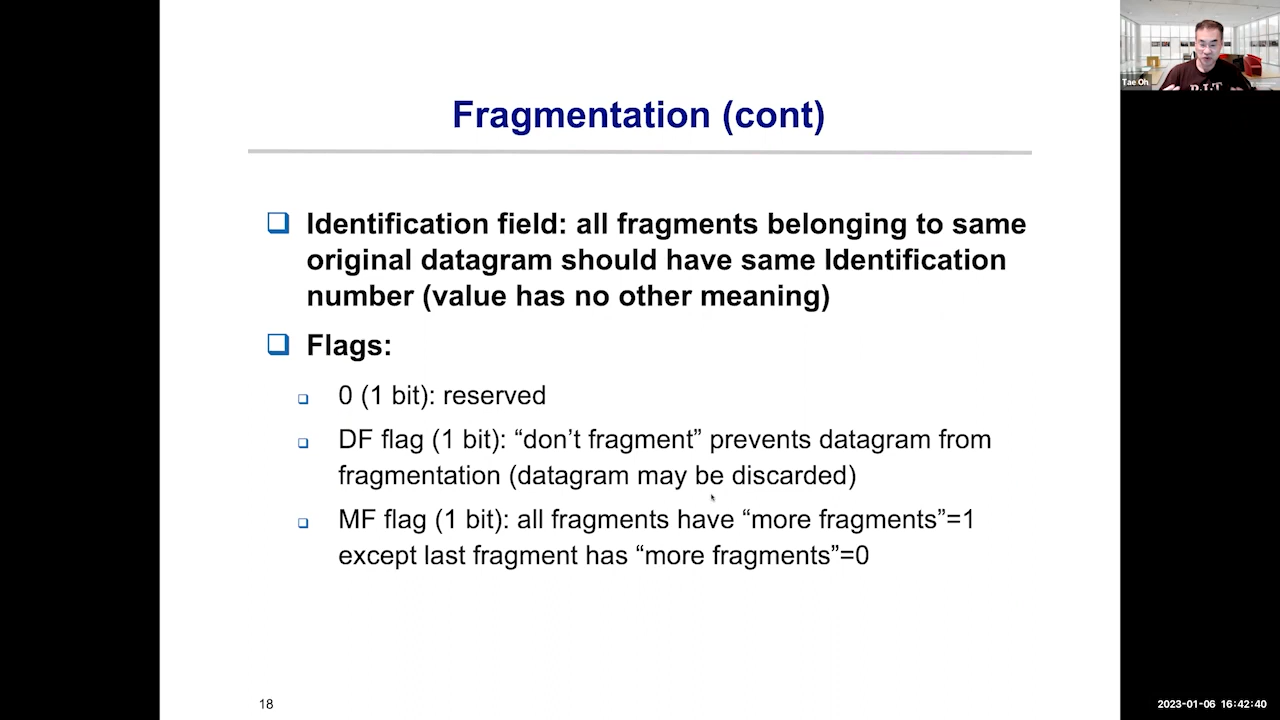 Fragmentation (cont)
Tae Oh
Identification field: all fragments belonging to same
original datagram should have same Identification
number (value has no other meaning)
Flags:
0 (1 bit): reserved
DF flag (1 bit): “don’t fragment” prevents datagram from
fragmentation (datagram may be discarded)
MF flag (1 bit): all fragments have “more fragments”=1
except last fragment has “more fragments”=0
18
2023-01-06 16:42:40